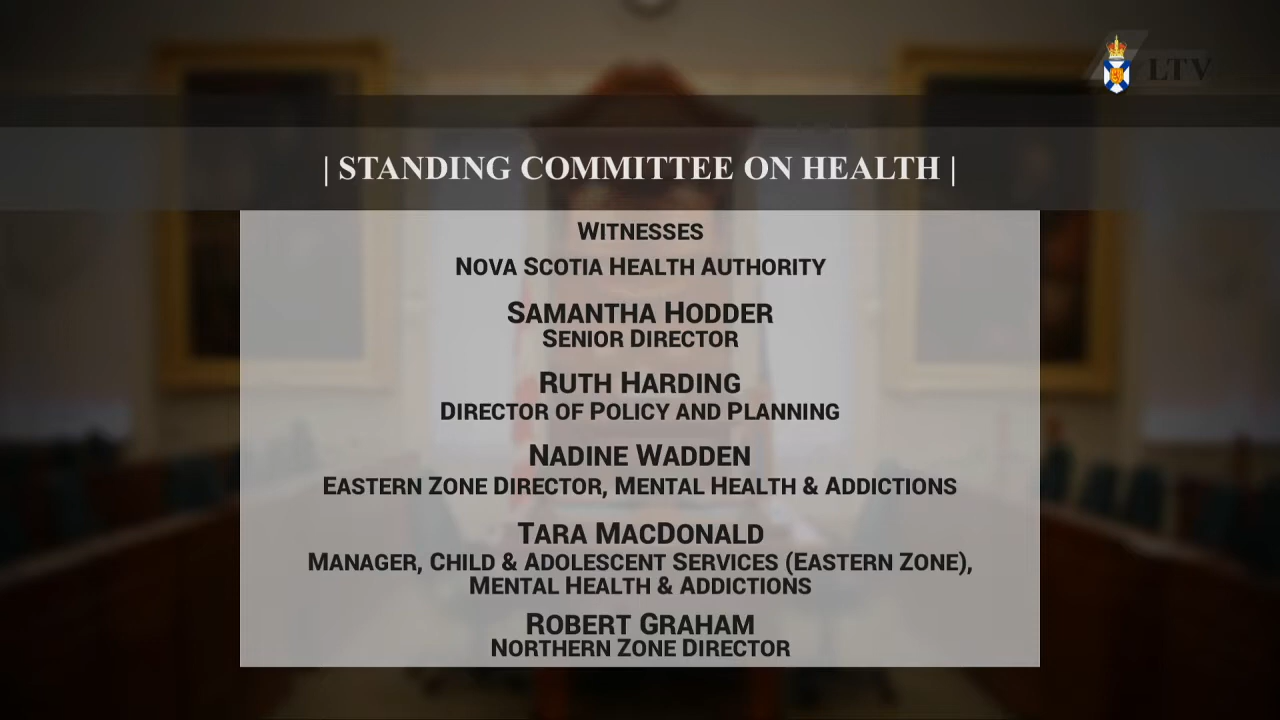 LTV
| STANDING COMMITTEE ON HEALTH |
WITNESSES
NOVA SCOTIA HEALTH AUTHORITY
SAMANTHA HODDER
SENIOR DIRECTOR
RUTH HARDING
DIRECTOR OF POLICY AND PLANNING
NADINE WADDEN
EASTERN ZONE DIRECTOR, MENTAL HEALTH & ADDICTIONS
TARA MACDONALD
MANAGER, CHILD & ADOLESCENT SERVICES (EASTERN ZONE),
MENTAL HEALTH & ADDICTIONS
ROBERT GRAHAM
NORTHERN ZONE DIRECTOR